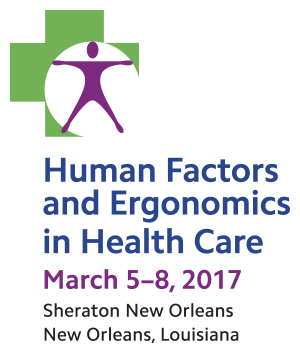 Human Factors
and Ergonomics
in Health Care
March 5–8, 2017
Sheraton New Orleans
New Orleans, Louisiana